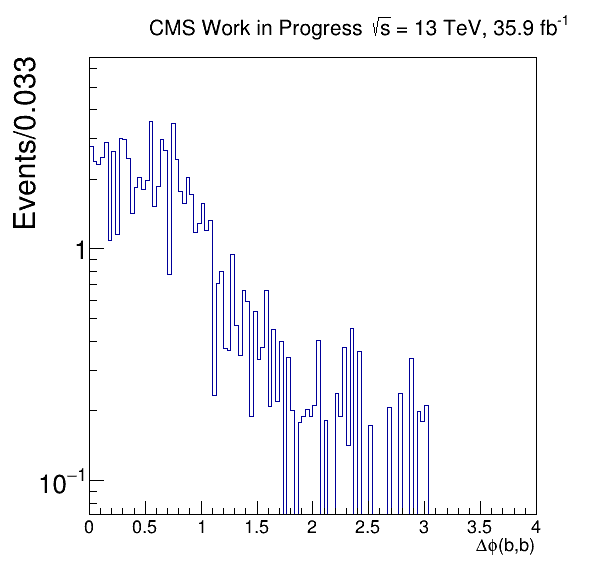 CMS Work in Progress √s = 13 TeV, 35.9 fb⁻¹
Events/0.033
1
10⁻¹
0 0.5 1 1.5 2 2.5 3 3.5 4
Δϕ(b,b)